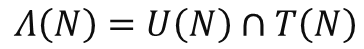 Λ(N) = U(N) ∩ T(N)